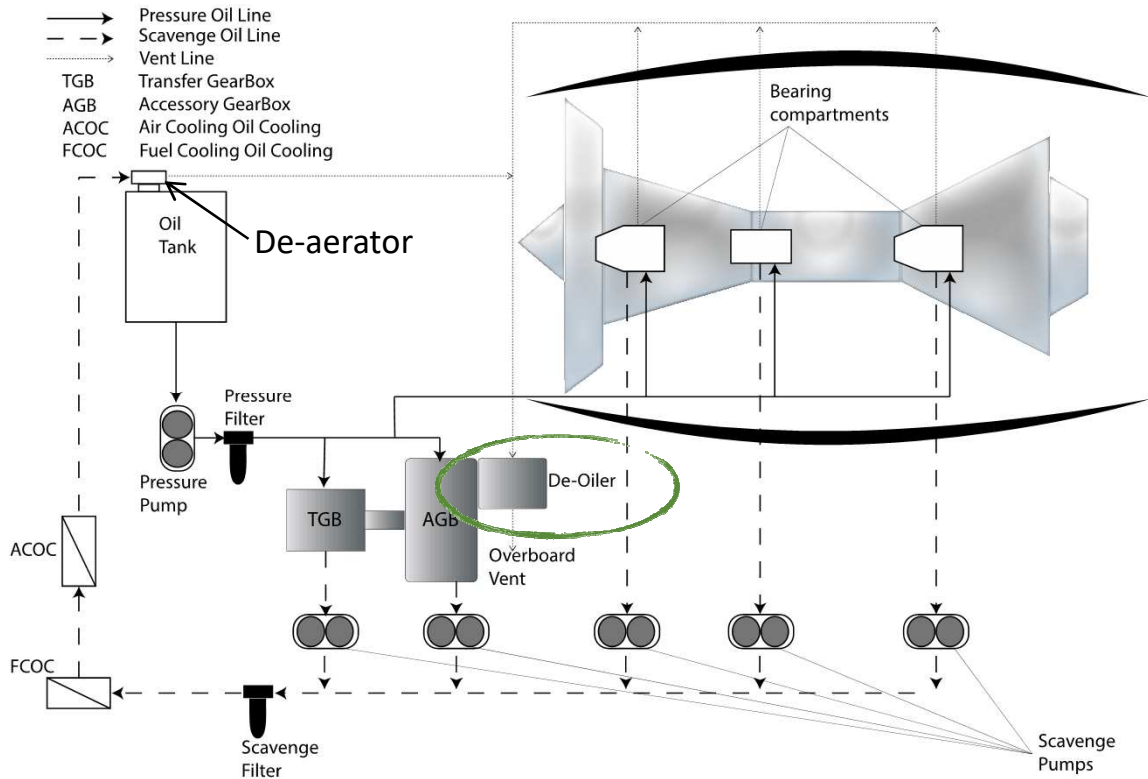 Pressure Oil Line
Scavenge Oil Line
Vent Line
TGB Transfer GearBox
AGB Accessory GearBox
ACOC Air Cooling Oil Cooling
FCOC Fuel Cooling Oil Cooling
Bearing
compartments
Oil
Tank
De-aerator
Pressure
Filter
Pressure
Pump
De-Oiler
TGB
AGB
Overboard
Vent
ACOC
FCOC
Scavenge
Filter
Scavenge
Pumps